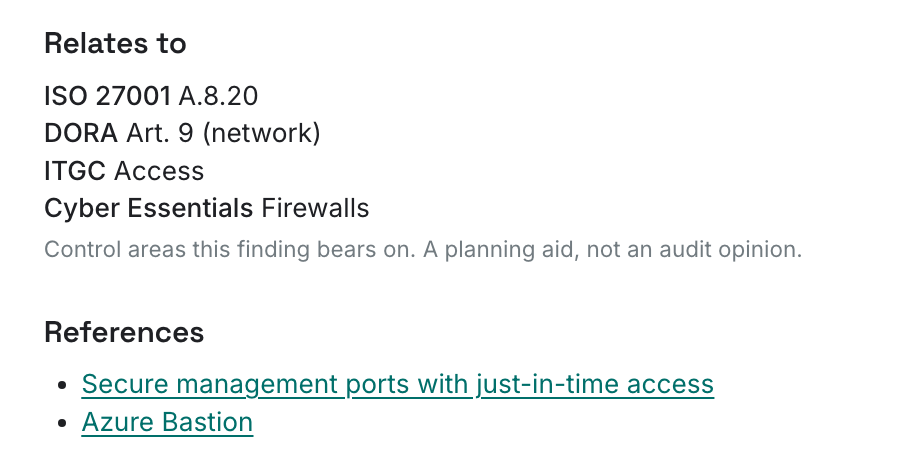 Relates to
ISO 27001 A.8.20
DORA Art. 9 (network)
ITGC Access
Cyber Essentials Firewalls
Control areas this finding bears on. A planning aid, not an audit opinion.
References
Secure management ports with just-in-time access
Azure Bastion